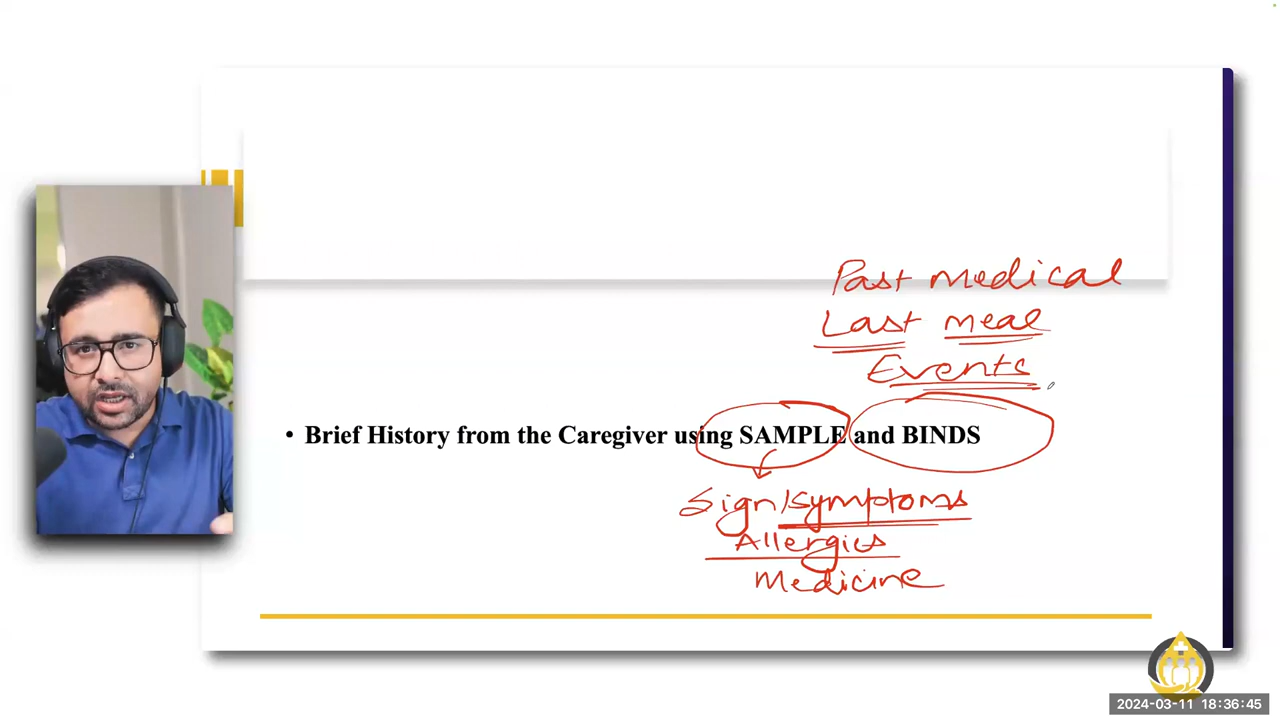 Past medical
Last meal
Events
• Brief History from the Caregiver using SAMPLE and BINDS
Sign/symptoms
Allergies
Medicine
2024-03-11 18:36:45